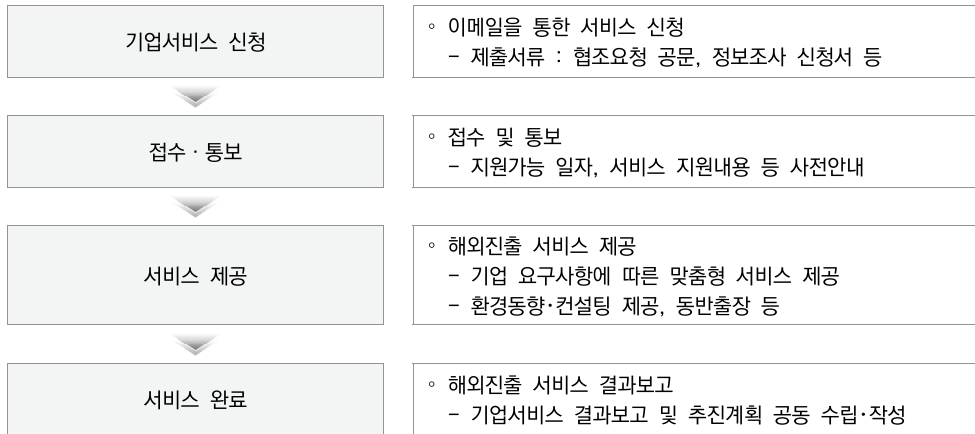 기업서비스 신청
◦ 이메일을 통한 서비스 신청
– 제출서류 : 협조요청 공문, 정보조사 신청서 등
접수 · 통보
◦ 접수 및 통보
– 지원가능 일자, 서비스 지원내용 등 사전안내
서비스 제공
◦ 해외진출 서비스 제공
– 기업 요구사항에 따른 맞춤형 서비스 제공
– 환경동향·컨설팅 제공, 동반출장 등
서비스 완료
◦ 해외진출 서비스 결과보고
– 기업서비스 결과보고 및 추진계획 공동 수립·작성